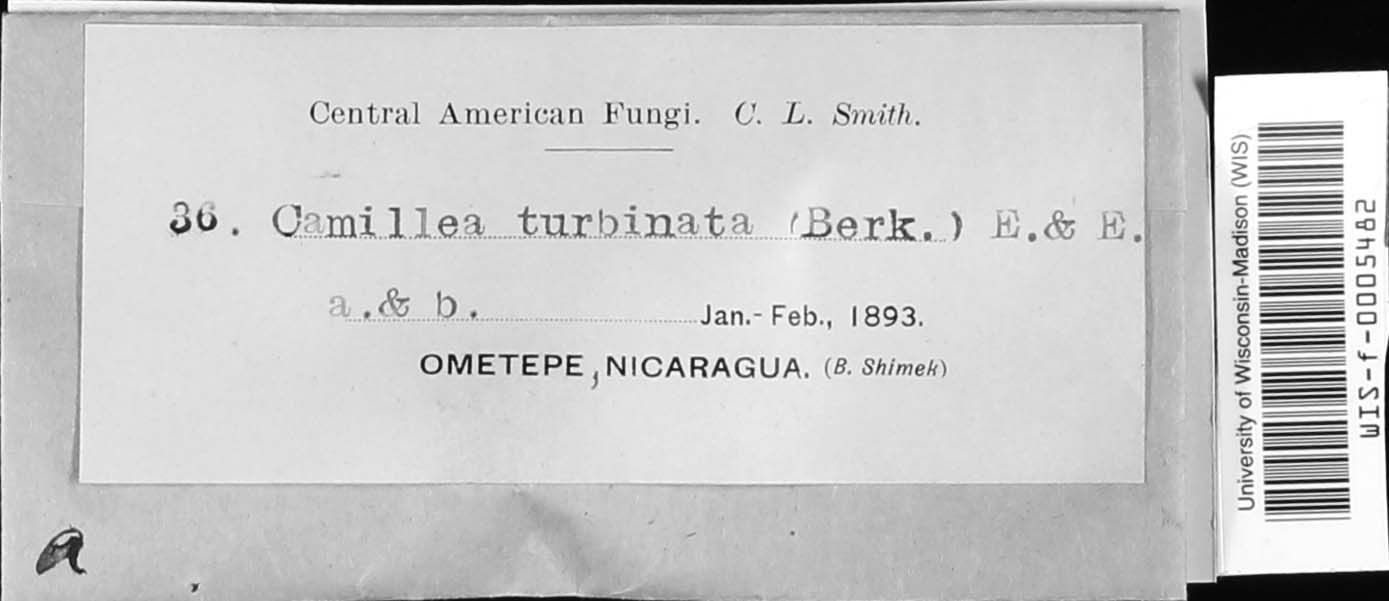 Central American Fungi. C. L. Smith.
36. Camillea turbinata (Berk.) E.& E.
a.& b. Jan.- Feb., 1893.
OMETEPE, NICARAGUA. (B. Shimek)
a
University of Wisconsin-Madison (WIS)
WIS-f-0005482